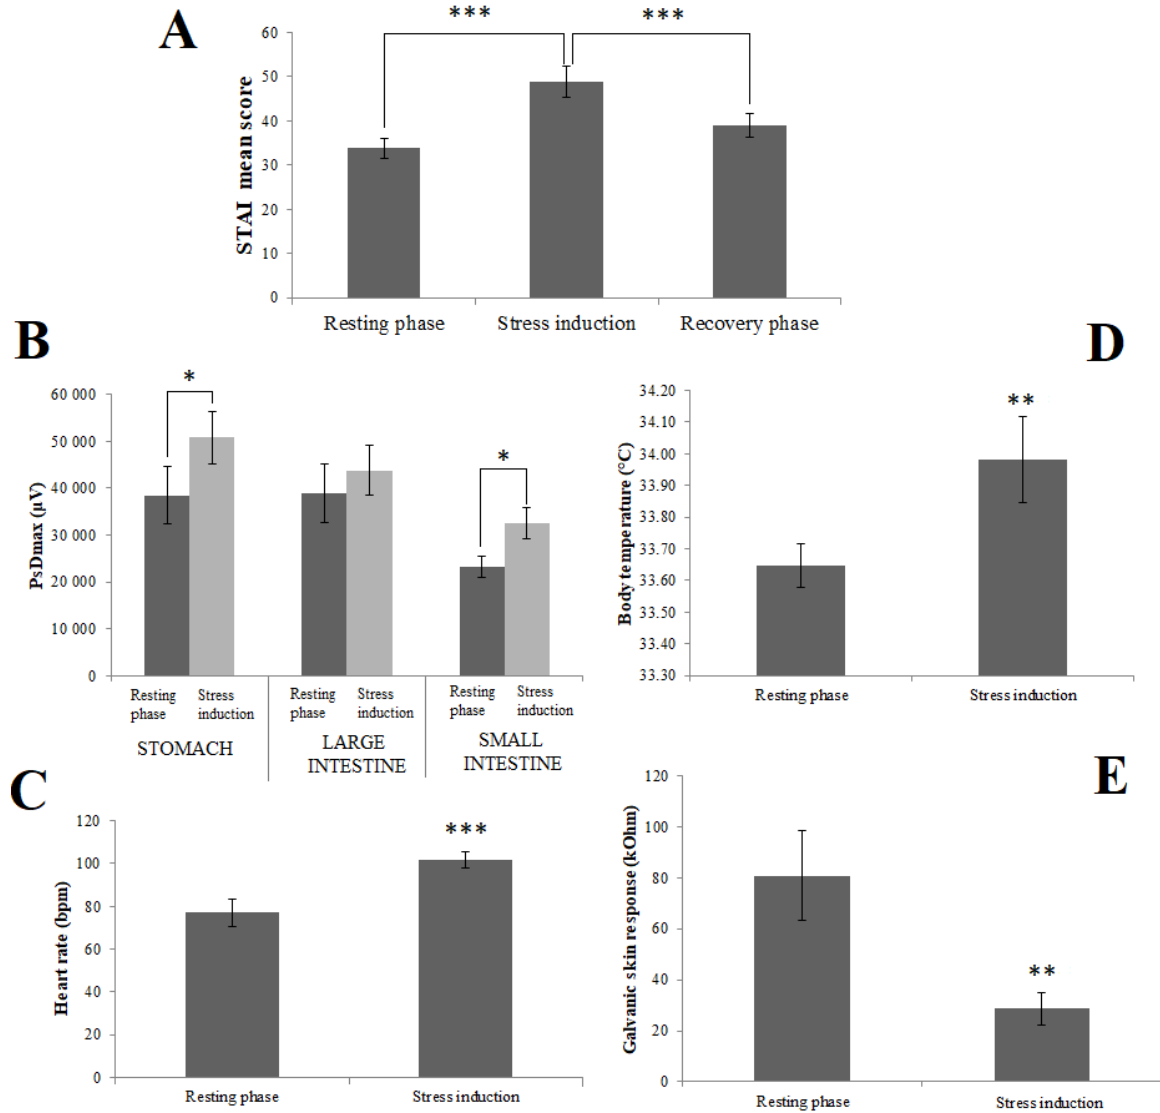 A
*** ***
STAI mean score
60
50
40
30
20
10
0
Resting phase Stress induction Recovery phase
B
PsDmax (µV)
60 000
50 000
40 000
30 000
20 000
10 000
0
*
*
Resting phase Stress induction Resting phase Stress induction Resting phase Stress induction
STOMACH
LARGE INTESTINE
SMALL INTESTINE
D
Body temperature (°C)
34.20
34.10
34.00
33.90
33.80
33.70
33.60
33.50
33.40
33.30
**
Resting phase Stress induction
C
Heart rate (bpm)
120
100
80
60
40
20
0
***
Resting phase Stress induction
E
Galvanic skin response (kOhm)
120
100
80
60
40
20
0
**
Resting phase Stress induction